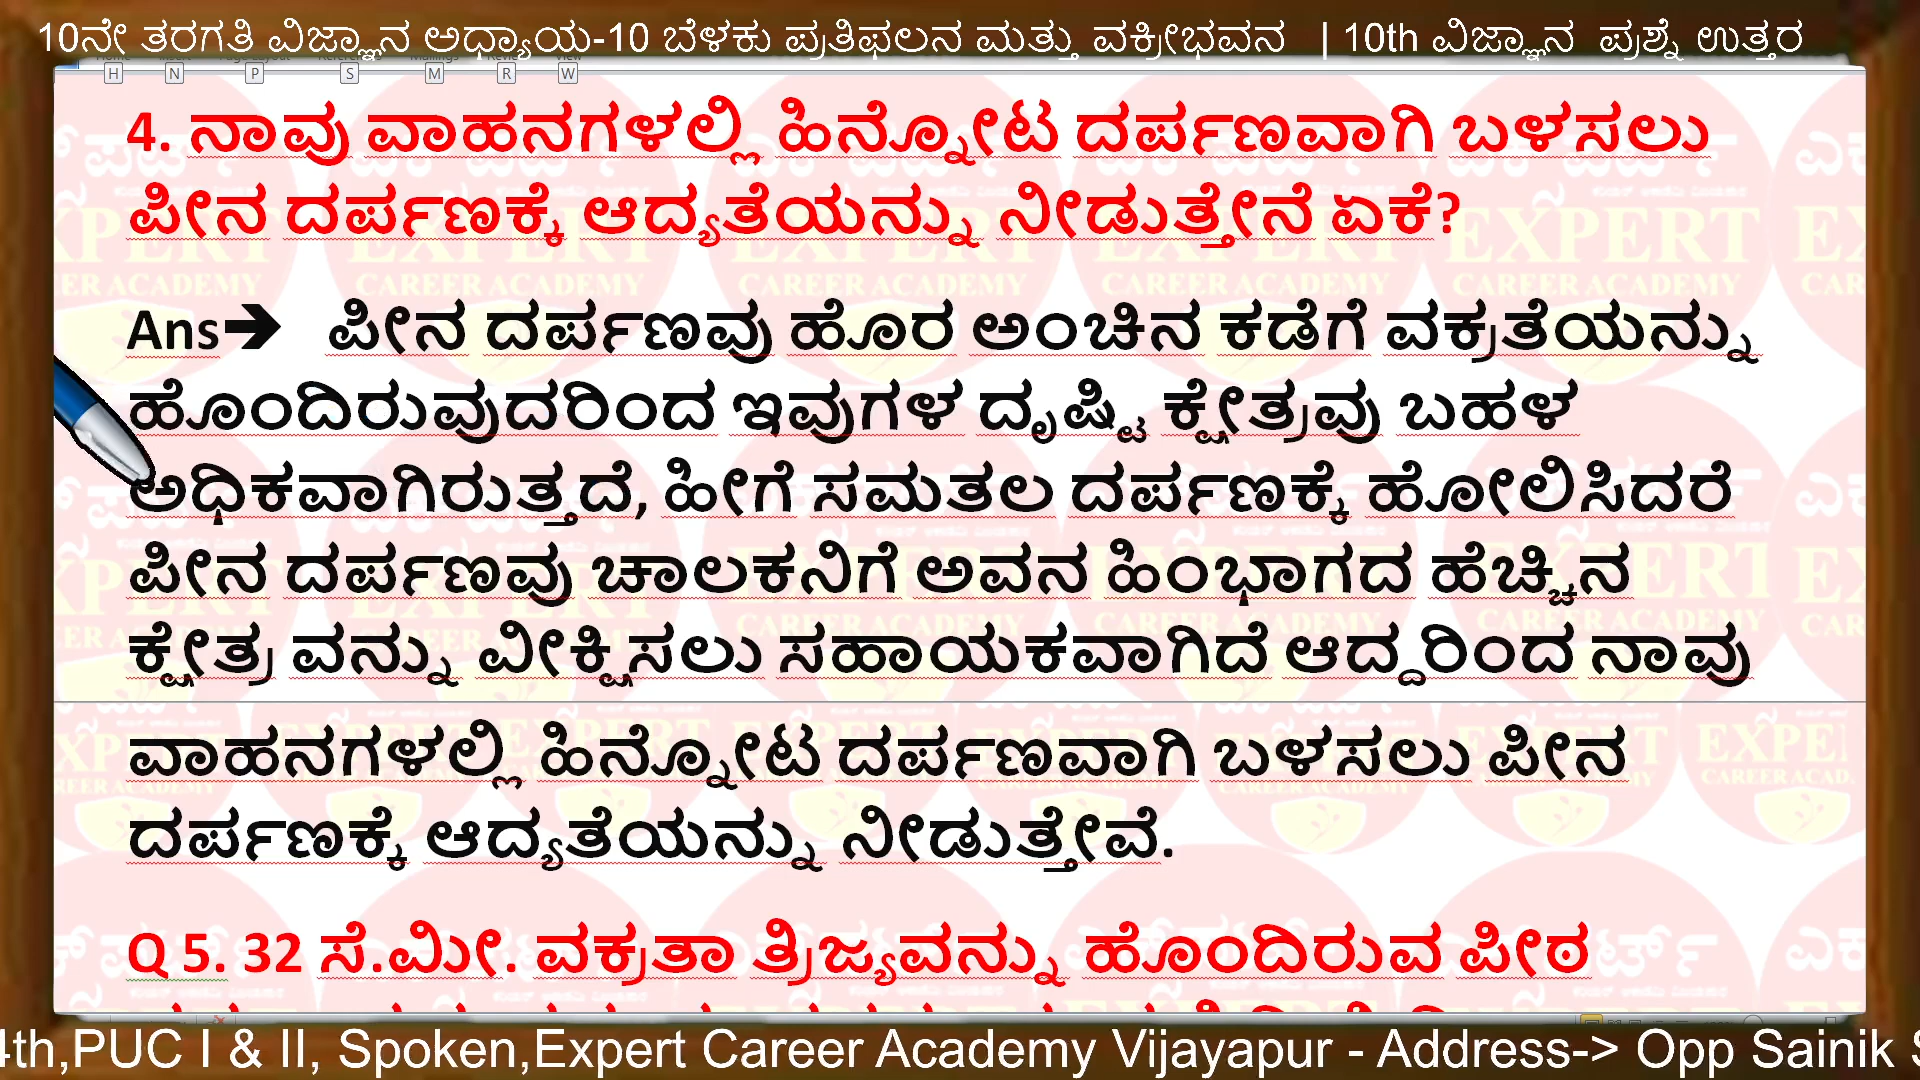 10ನೇ ತರಗತಿ ವಿಜ್ಞಾನ ಅಧ್ಯಾಯ-10 ಬೆಳಕು ಪ್ರತಿಫಲನ ಮತ್ತು ವಕ್ರೀಭವನ | 10th ವಿಜ್ಞಾನ ಪ್ರಶ್ನೆ ಉತ್ತರ
H N P S M R W
4. ನಾವು ವಾಹನಗಳಲ್ಲಿ ಹಿನ್ನೋಟ ದರ್ಪಣವಾಗಿ ಬಳಸಲು
ಪೀನ ದರ್ಪಣಕ್ಕೆ ಆದ್ಯತೆಯನ್ನು ನೀಡುತ್ತೇನೆ ಏಕೆ?
Ans➔ ಪೀನ ದರ್ಪಣವು ಹೊರ ಅಂಚಿನ ಕಡೆಗೆ ವಕ್ರತೆಯನ್ನು
ಹೊಂದಿರುವುದರಿಂದ ಇವುಗಳ ದೃಷ್ಟಿ ಕ್ಷೇತ್ರವು ಬಹಳ
ಅಧಿಕವಾಗಿರುತ್ತದೆ, ಹೀಗೆ ಸಮತಲ ದರ್ಪಣಕ್ಕೆ ಹೋಲಿಸಿದರೆ
ಪೀನ ದರ್ಪಣವು ಚಾಲಕನಿಗೆ ಅವನ ಹಿಂಭಾಗದ ಹೆಚ್ಚಿನ
ಕ್ಷೇತ್ರ ವನ್ನು ವೀಕ್ಷಿಸಲು ಸಹಾಯಕವಾಗಿದೆ ಆದ್ದರಿಂದ ನಾವು
ವಾಹನಗಳಲ್ಲಿ ಹಿನ್ನೋಟ ದರ್ಪಣವಾಗಿ ಬಳಸಲು ಪೀನ
ದರ್ಪಣಕ್ಕೆ ಆದ್ಯತೆಯನ್ನು ನೀಡುತ್ತೇವೆ.
Q 5. 32 ಸೆ.ಮೀ. ವಕ್ರತಾ ತ್ರಿಜ್ಯವನ್ನು ಹೊಂದಿರುವ ಪೀಠ
4th,PUC I & II, Spoken,Expert Career Academy Vijayapur - Address-> Opp Sainik